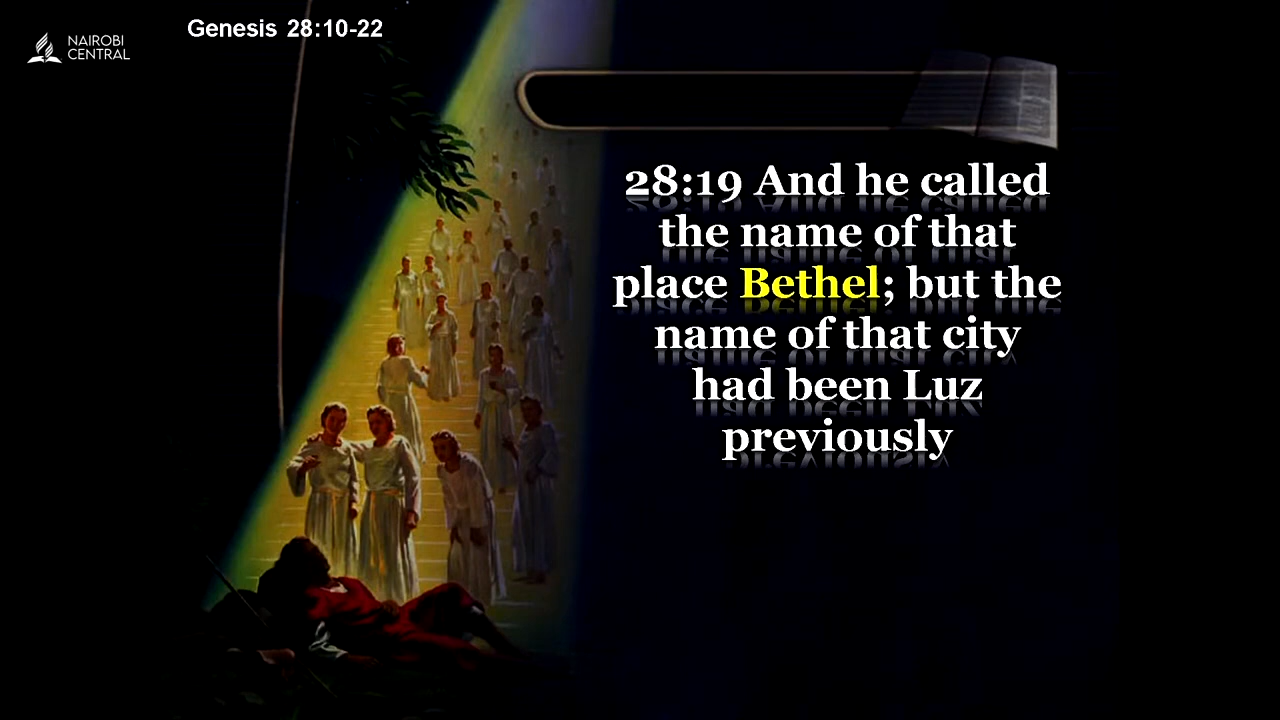 Genesis 28:10-22
NAIROBI
CENTRAL
28:19 And he called
the name of that
place Bethel; but the
name of that city
had been Luz
previously